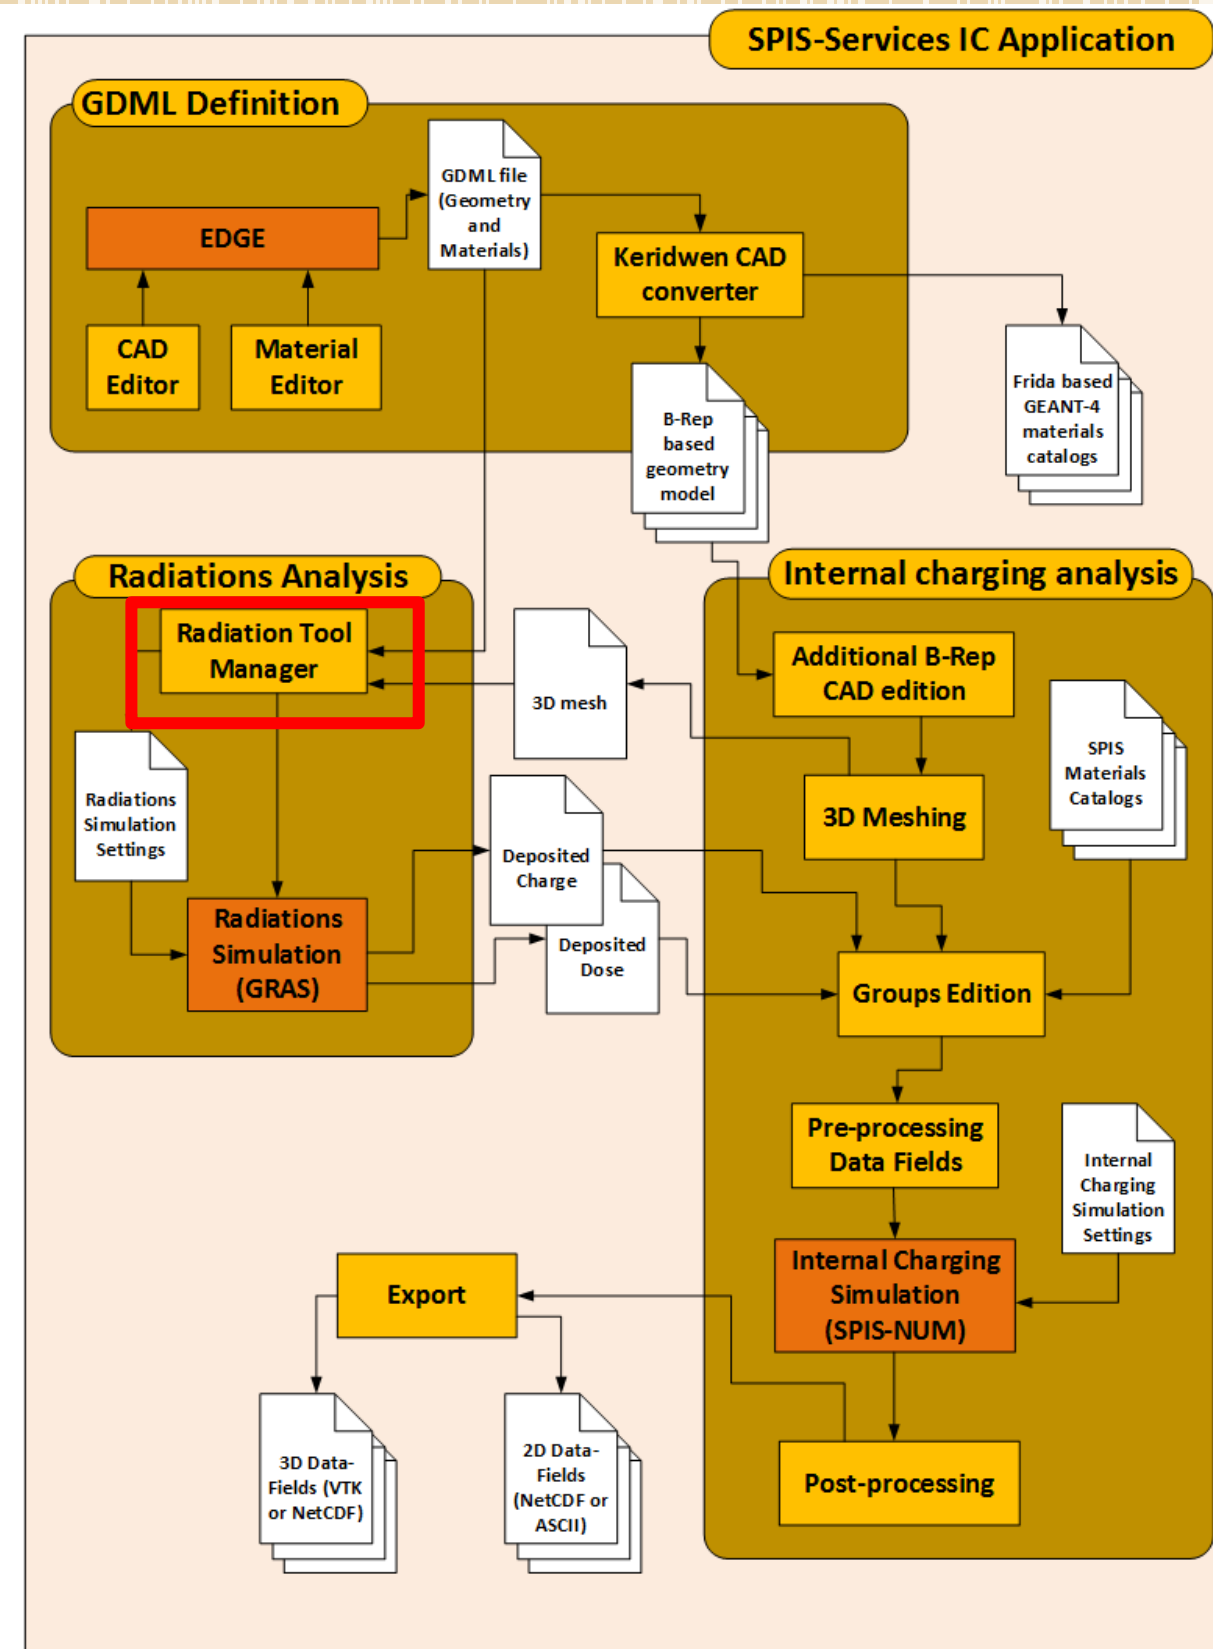 SPIS-Services IC Application
GDML Definition
GDML file
(Geometry
and
Materials)
EDGE
Keridwen CAD
converter
CAD
Editor
Material
Editor
Frida based
GEANT-4
materials
catalogs
B-Rep
based
geometry
model
Radiations Analysis
Internal charging analysis
Radiation Tool
Manager
3D mesh
Additional B-Rep
CAD edition
SPIS
Materials
Catalogs
Radiations
Simulation
Settings
3D Meshing
Deposited
Charge
Radiations
Simulation
(GRAS)
Deposited
Dose
Groups Edition
Pre-processing
Data Fields
Internal
Charging
Simulation
Settings
Export
Internal Charging
Simulation
(SPIS-NUM)
3D Data-
Fields (VTK
or NetCDF)
2D Data-
Fields
(NetCDF or
ASCII)
Post-processing